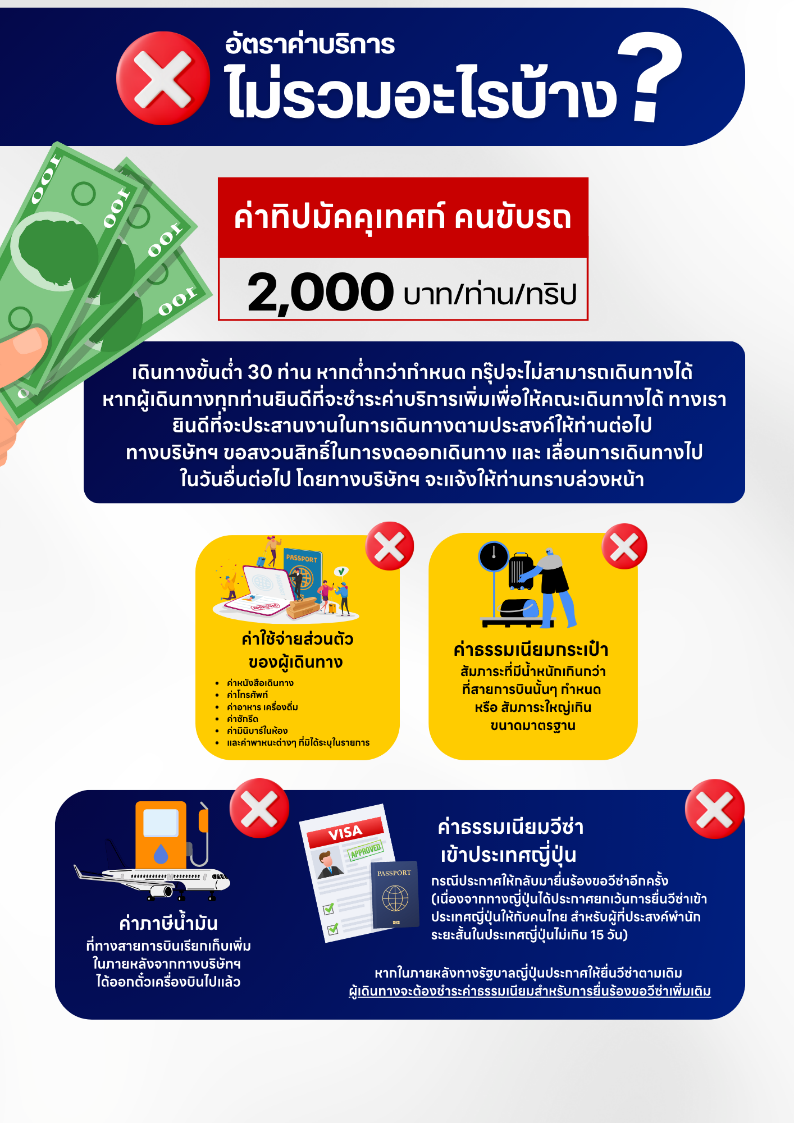 อัตราค่าบริการ
ไม่รวมอะไรบ้าง?
100
100
100
100
ค่าทิปมัคคุเทศก์ คนขับรถ
2,000 บาท/ท่าน/ทริป
เดินทางขั้นต่ำ 30 ท่าน หากต่ำกว่ากำหนด กรุ๊ปจะไม่สามารถเดินทางได้
หากผู้เดินทางทุกท่านยินดีที่จะชำระค่าบริการเพิ่มเพื่อให้คณะเดินทางได้ ทางเรา
ยินดีที่จะประสานงานในการเดินทางตามประสงค์ให้ท่านต่อไป
ทางบริษัทฯ ขอสงวนสิทธิ์ในการงดออกเดินทาง และ เลื่อนการเดินทางไป
ในวันอื่นต่อไป โดยทางบริษัทฯ จะแจ้งให้ท่านทราบล่วงหน้า
PASSPORT
ค่าใช้จ่ายส่วนตัว
ของผู้เดินทาง
• ค่าหนังสือเดินทาง
• ค่าโทรศัพท์
• ค่าอาหาร เครื่องดื่ม
• ค่าซักรีด
• ค่ามินิบาร์ในห้อง
• และค่าพาหนะต่างๆ ที่มิได้ระบุในรายการ
ค่าธรรมเนียมกระเป๋า
สัมภาระที่มีน้ำหนักเกินกว่า
ที่สายการบินนั้นๆ กำหนด
หรือ สัมภาระใหญ่เกิน
ขนาดมาตรฐาน
ค่าภาษีน้ำมัน
ที่ทางสายการบินเรียกเก็บเพิ่ม
ในภายหลังจากทางบริษัทฯ
ได้ออกตั๋วเครื่องบินไปแล้ว
VISA
APPROVED
PASSPORT
ค่าธรรมเนียมวีซ่า
เข้าประเทศญี่ปุ่น
กรณีประกาศให้กลับมายื่นร้องขอวีซ่าอีกครั้ง
(เนื่องจากทางญี่ปุ่นได้ประกาศยกเว้นการยื่นวีซ่าเข้า
ประเทศญี่ปุ่นให้กับคนไทย สำหรับผู้ที่ประสงค์พำนัก
ระยะสั้นในประเทศญี่ปุ่นไม่เกิน 15 วัน)
หากในภายหลังทางรัฐบาลญี่ปุ่นประกาศให้ยื่นวีซ่าตามเดิม
ผู้เดินทางจะต้องชำระค่าธรรมเนียมสำหรับการยื่นร้องขอวีซ่าเพิ่มเดิม